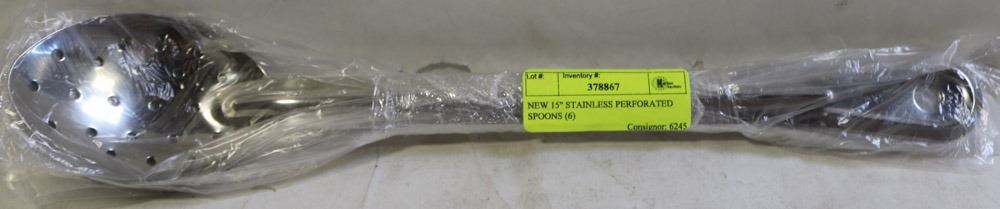 Lot #: Inventory #:
378867
NEW 15" STAINLESS PERFORATED
SPOONS (6)
Consignor: 6245